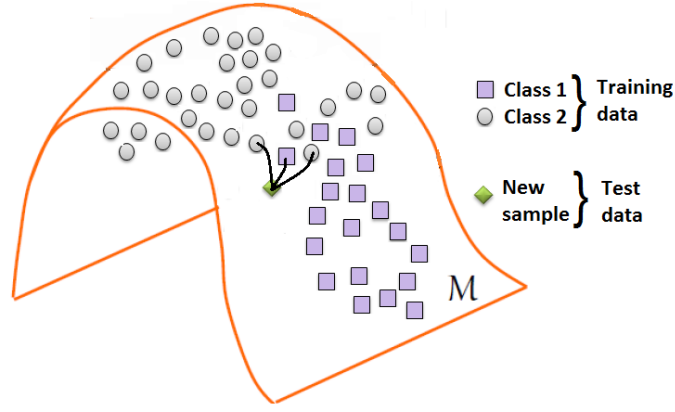 Class 1
Class 2
Training
data
New
sample
Test
data
M